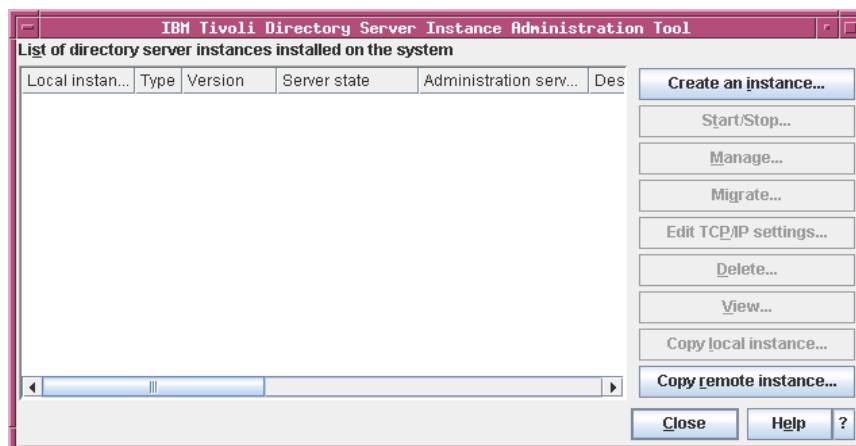 IBM Tivoli Directory Server Instance Administration Tool
List of directory server instances installed on the system
Local instan... Type Version Server state Administration serv... Des
Create an instance...
Start/Stop...
Manage...
Migrate...
Edit TCP/IP settings...
Delete...
View...
Copy local instance...
Copy remote instance...
Close Help ?